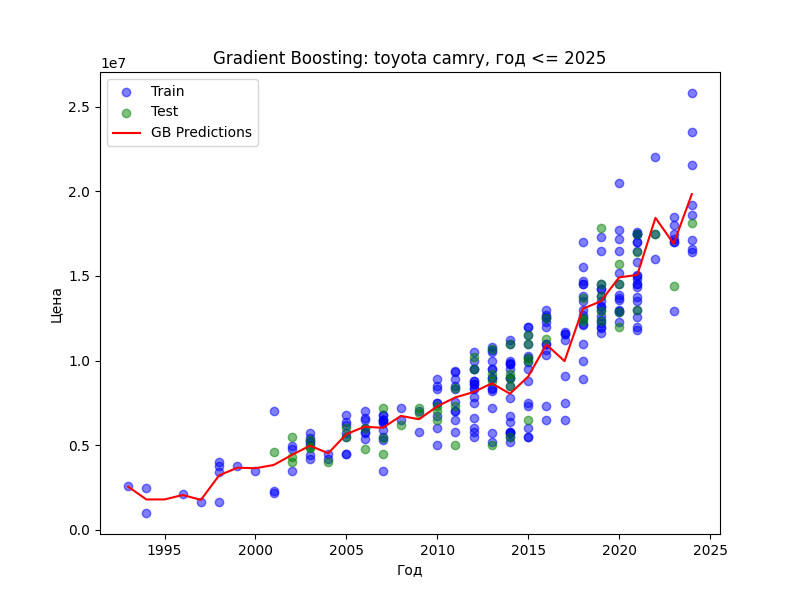 Gradient Boosting: toyota camry, год <= 2025
1e7
Train
Test
GB Predictions
2.5
2.0
1.5
1.0
0.5
0.0
Цена
1995
2000
2005
2010
2015
2020
2025
Год